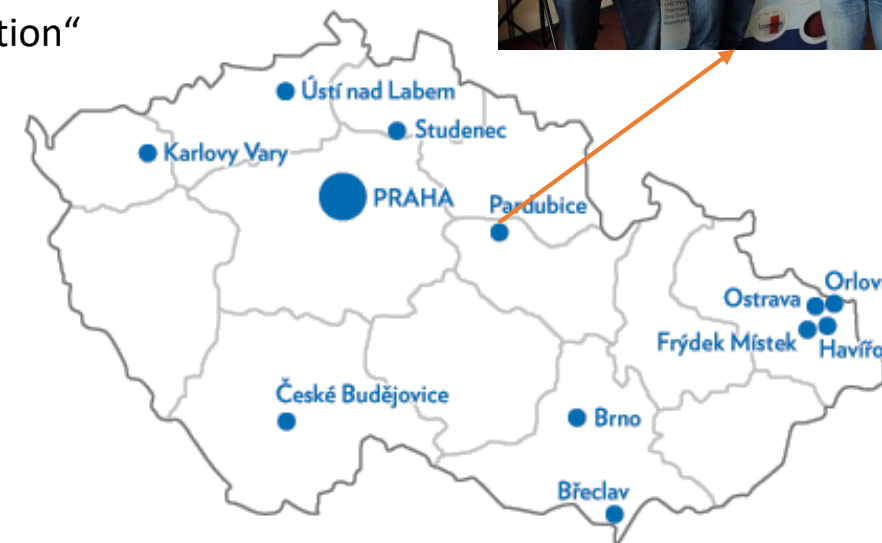 tion“
Ústí nad Labem
Studenec
Karlovy Vary
PRAHA
Pardubice
Orlov
Ostrava
Frýdek Místek
Havířo
České Budějovice
Brno
Břeclav